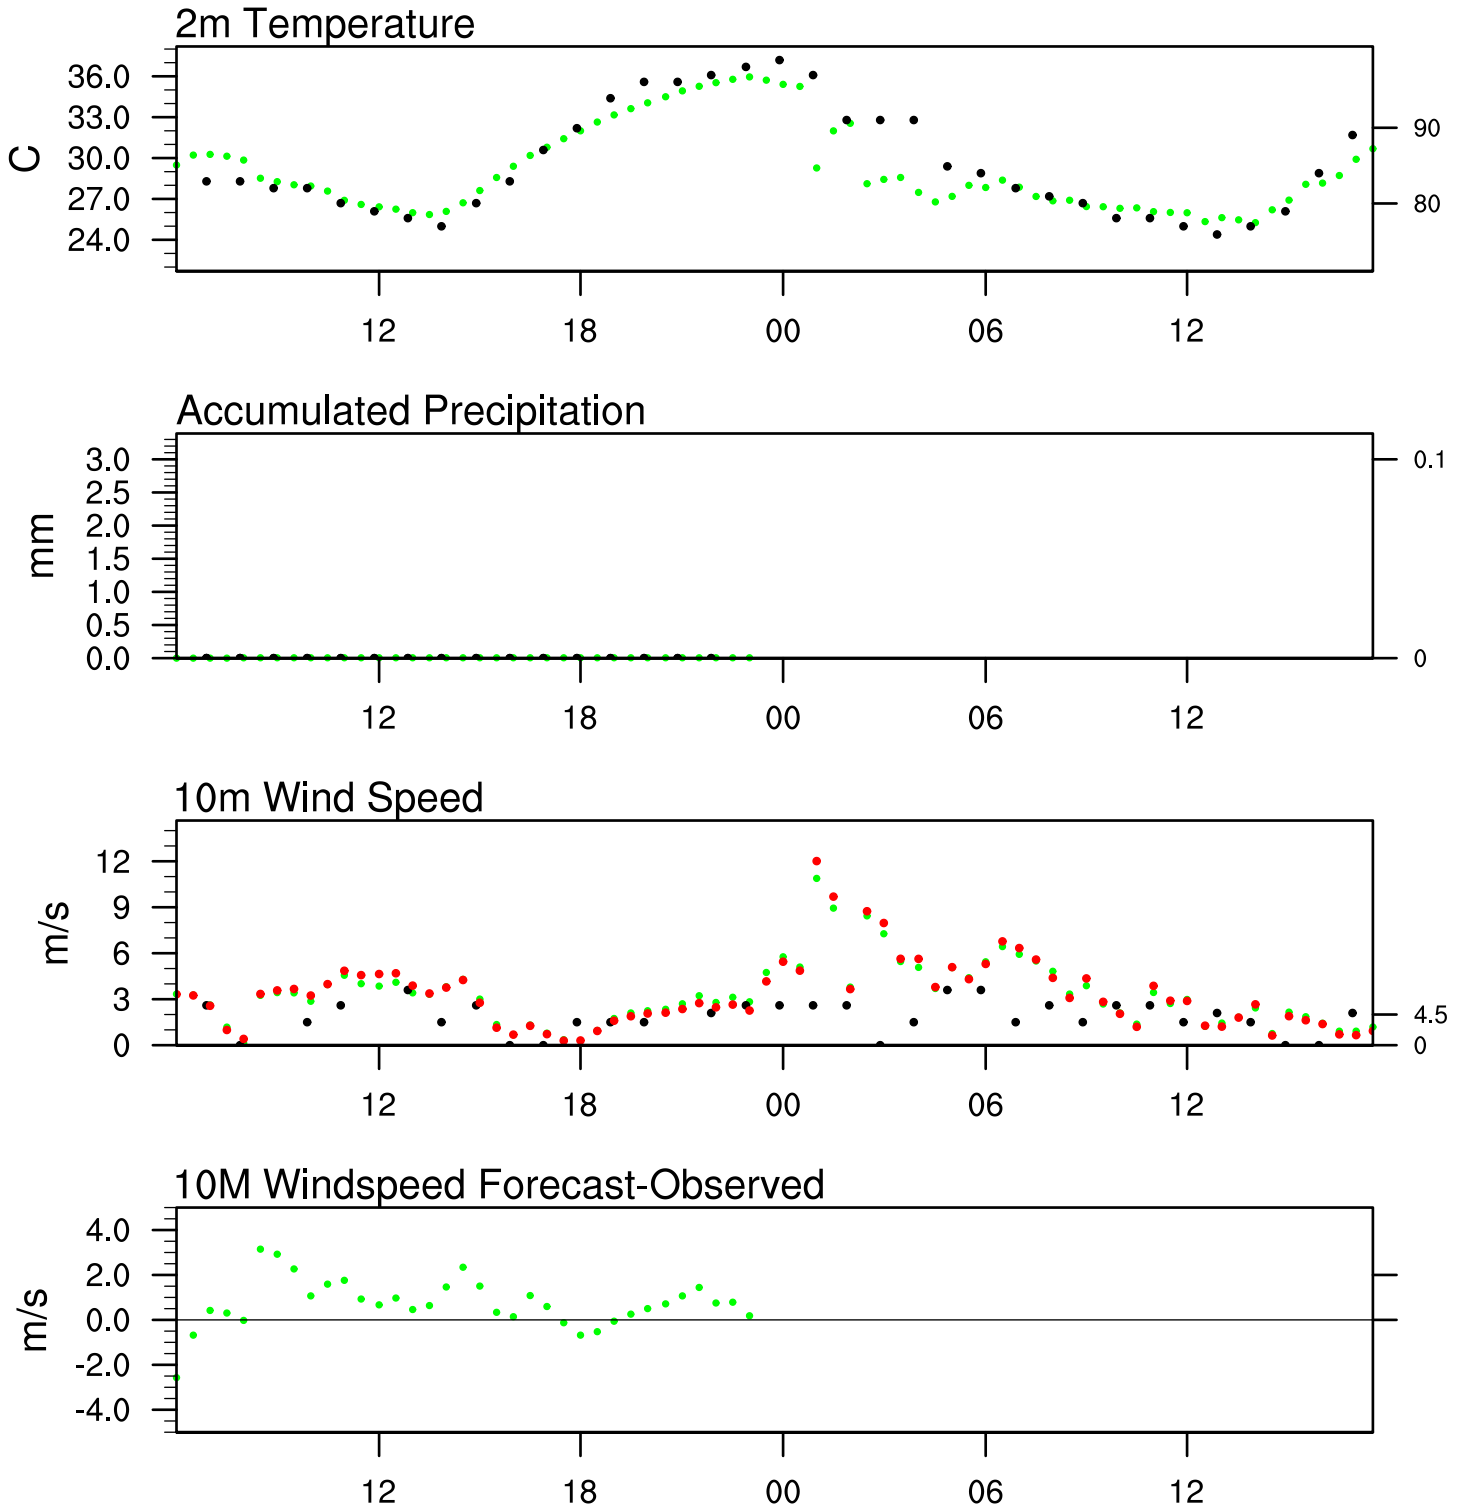 2m Temperature
36.0
33.0
30.0
27.0
24.0
C
90
80
12 18 00 06 12
Accumulated Precipitation
3.0
2.5
2.0
1.5
1.0
0.5
0.0
mm
0.1
0
12 18 00 06 12
10m Wind Speed
12
9
6
3
0
m/s
4.5
0
12 18 00 06 12
10M Windspeed Forecast-Observed
4.0
2.0
0.0
-2.0
-4.0
m/s
12 18 00 06 12